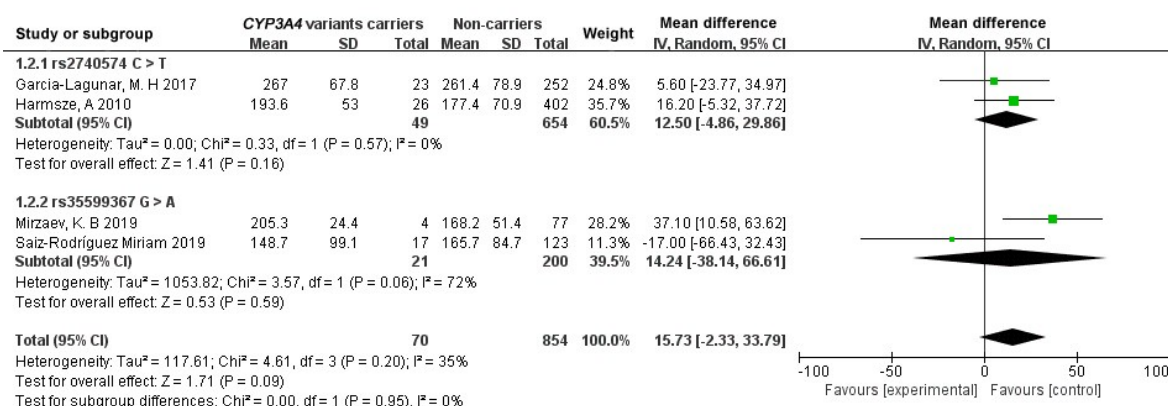 CYP3A4 variants carriers Non-carriers Mean difference Mean difference
Study or subgroup Mean SD Total Mean SD Total Weight IV, Random, 95% CI IV, Random, 95% CI
1.2.1 rs2740574 C > T
Garcia-Lagunar, M. H 2017 267 67.8 23 261.4 78.9 252 24.8% 5.60 [-23.77, 34.97]
Harmsze, A 2010 193.6 53 26 177.4 70.9 402 35.7% 16.20 [-5.32, 37.72]
Subtotal (95% CI) 49 654 60.5% 12.50 [-4.86, 29.86]
Heterogeneity: Tau² = 0.00; Chi² = 0.33, df = 1 (P = 0.57); I² = 0%
Test for overall effect: Z = 1.41 (P = 0.16)
1.2.2 rs35599367 G > A
Mirzaev, K. B 2019 205.3 24.4 4 168.2 51.4 77 28.2% 37.10 [10.58, 63.62]
Saiz-Rodríguez Miriam 2019 148.7 99.1 17 165.7 84.7 123 11.3% -17.00 [-66.43, 32.43]
Subtotal (95% CI) 21 200 39.5% 14.24 [-38.14, 66.61]
Heterogeneity: Tau² = 1053.82; Chi² = 3.57, df = 1 (P = 0.06); I² = 72%
Test for overall effect: Z = 0.53 (P = 0.59)
Total (95% CI) 70 854 100.0% 15.73 [-2.33, 33.79]
Heterogeneity: Tau² = 117.61; Chi² = 4.61, df = 3 (P = 0.20); I² = 35%
Test for overall effect: Z = 1.71 (P = 0.09)
Test for subgroup differences: Chi² = 0.00, df = 1 (P = 0.95), I² = 0%
-100 -50 0 50 100
Favours [experimental] Favours [control]